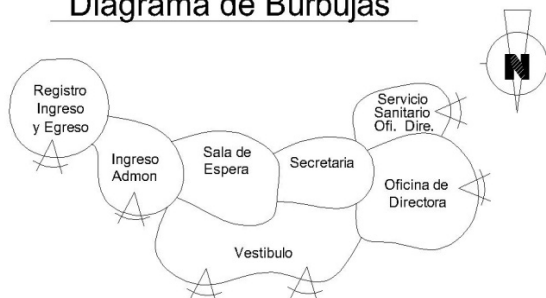 Diagrama de Burbujas
N
Registro
Ingreso
y Egreso
Ingreso
Admon
Sala de
Espera
Secretaria
Servicio
Sanitario
Ofi. Dire.
Oficina de
Directora
Vestibulo